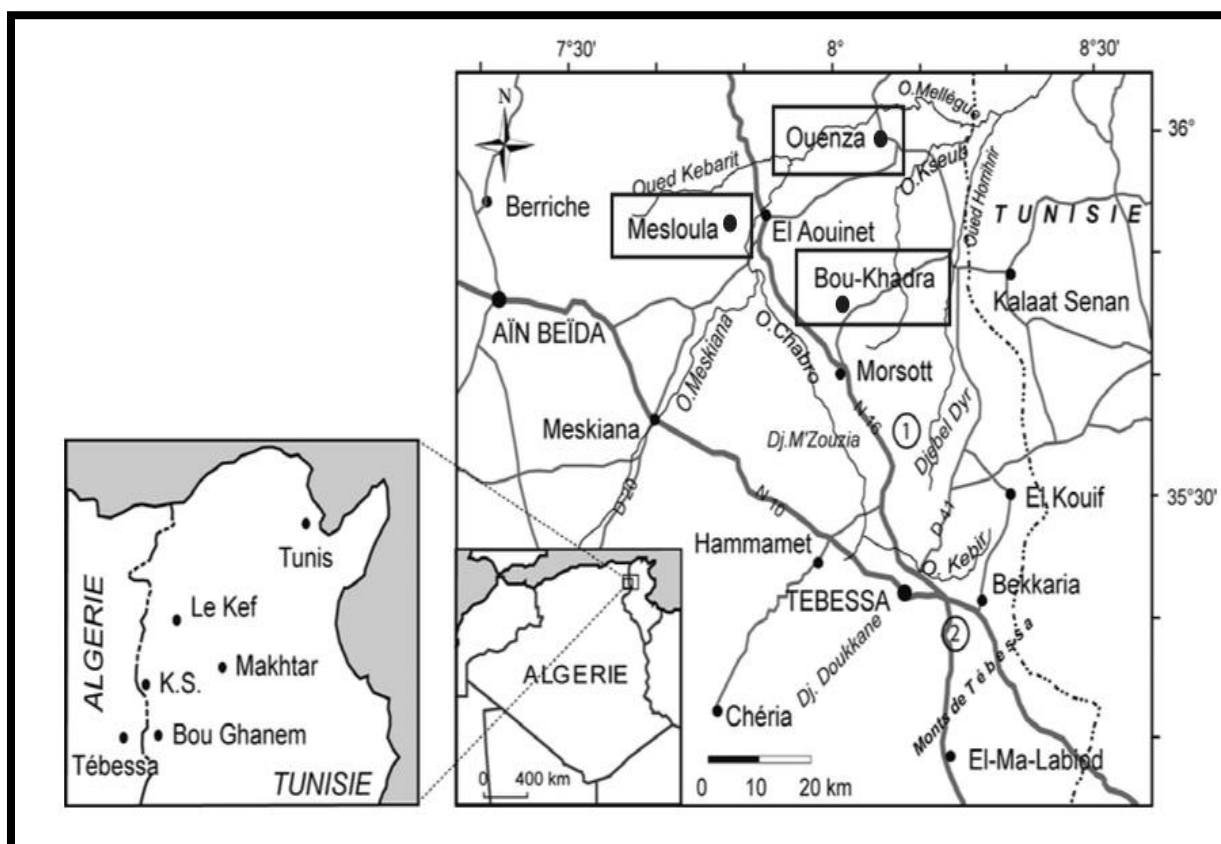 7°30'
8°
8°30'
N
O.Mellégue
Ouenza
36°
Oued Kebarit
O.Kseub
Oued Horrihrir
Berriche
TUNISIE
Mesloula
El Aouinet
Bou-Khadra
Kalaat Senan
AÏN BEÏDA
O.Meskiana
O.Chabro
Morsott
Meskiana
N 16
1
Dj.M'Zouzia
Djebel Dyr
D 20
N 10
El Kouif
35°30'
D 41
Hammamet
O. Kebir
TEBESSA
Bekkaria
2
Dj. Doukkane
Monts de Tébessa
Chéria
El-Ma-Labiod
0 10 20 km
ALGERIE
0 400 km
Tunis
ALGERIE
Le Kef
Makhtar
K.S.
Bou Ghanem
Tébessa
TUNISIE